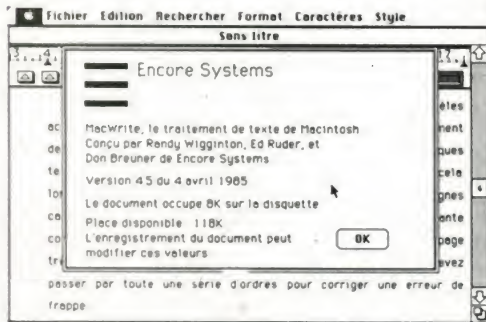 Fichier Edition Rechercher Format Caractères Style
Sans titre
Encore Systems
MacWrite, le traitement de texte de Macintosh
Conçu par Randy Wigginton, Ed Ruder, et
Don Breuner de Encore Systems
Version 4.5 du 4 avril 1985
Le document occupe 8K sur la disquette
Place disponible : 118K
L'enregistrement du document peut
modifier ces valeurs
OK
passer par toute une série d'ordres pour corriger une erreur de
frappe